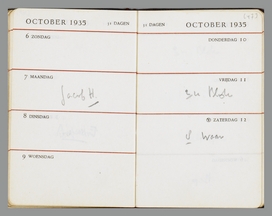 OCTOBER 1935 31 DAGEN
6 ZONDAG
7 MAANDAG
Jacob H.
8 DINSDAG
9 WOENSDAG
31 DAGEN OCTOBER 1935
DONDERDAG 10
VRIJDAG 11
ZATERDAG 12